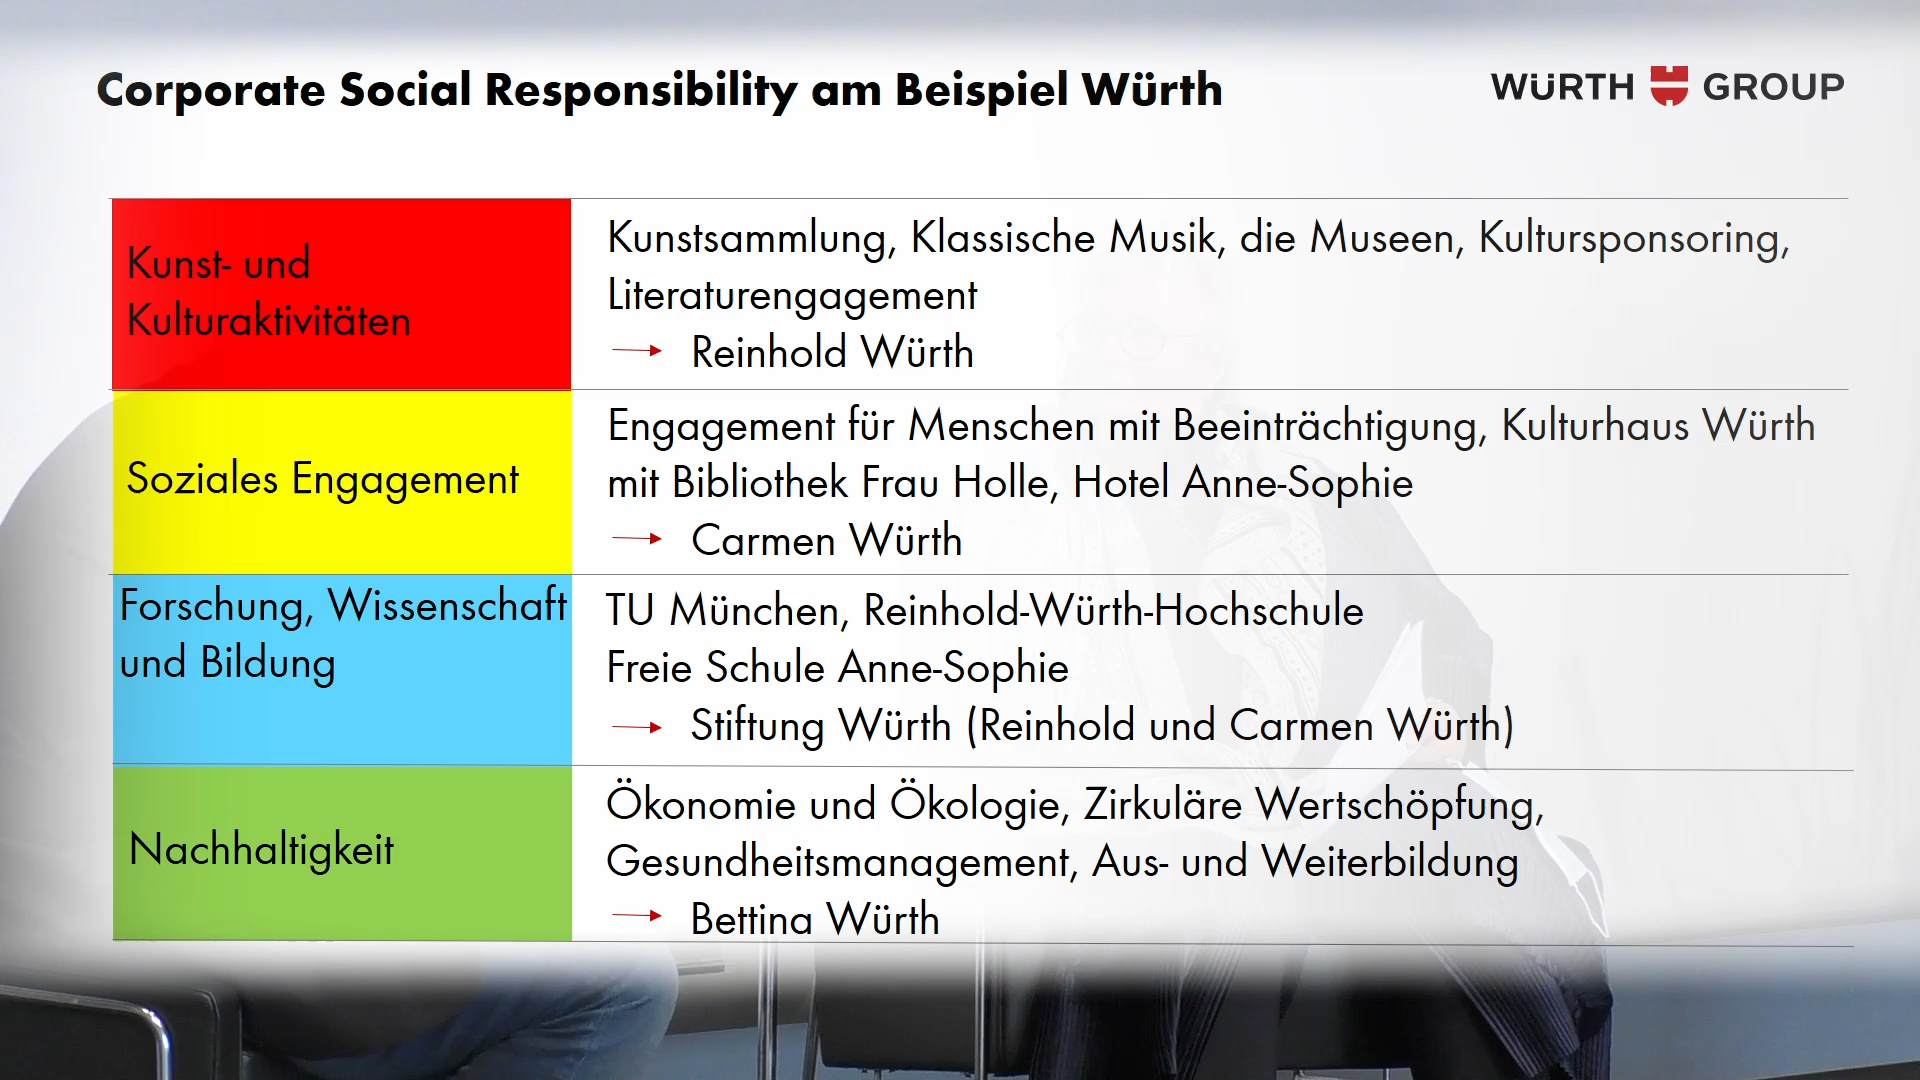 Corporate Social Responsibility am Beispiel Würth
WÜRTH GROUP
Kunst- und
Kulturaktivitäten
Kunstsammlung, Klassische Musik, die Museen, Kultursponsoring,
Literaturengagement
→ Reinhold Würth
Soziales Engagement
Engagement für Menschen mit Beeinträchtigung, Kulturhaus Würth
mit Bibliothek Frau Holle, Hotel Anne-Sophie
→ Carmen Würth
Forschung, Wissenschaft
und Bildung
TU München, Reinhold-Würth-Hochschule
Freie Schule Anne-Sophie
→ Stiftung Würth (Reinhold und Carmen Würth)
Nachhaltigkeit
Ökonomie und Ökologie, Zirkuläre Wertschöpfung,
Gesundheitsmanagement, Aus- und Weiterbildung
→ Bettina Würth